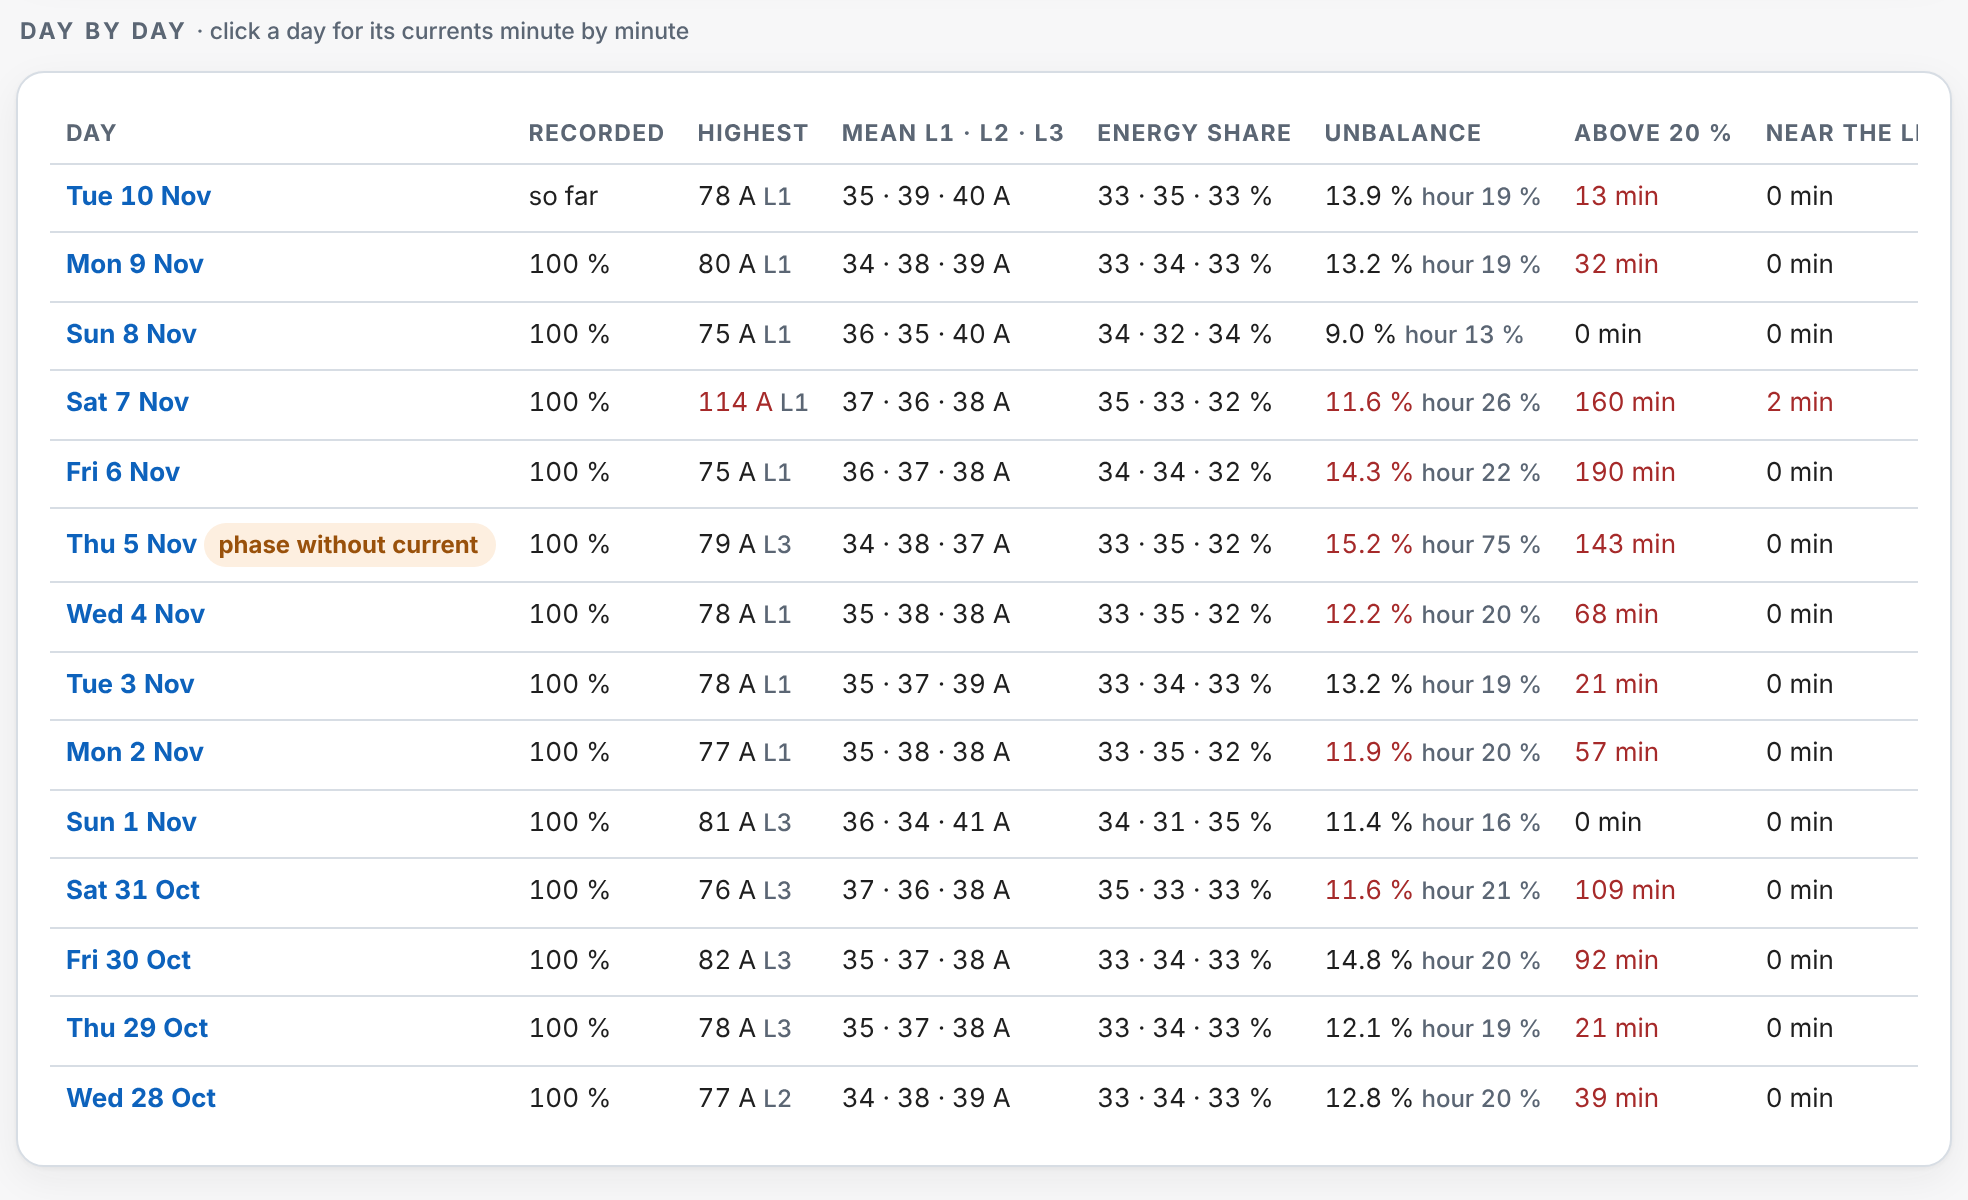 DAY BY DAY · click a day for its currents minute by minute
DAY RECORDED HIGHEST MEAN L1 · L2 · L3 ENERGY SHARE UNBALANCE ABOVE 20 % NEAR THE
Tue 10 Nov so far 78 A L1 35 · 39 · 40 A 33 · 35 · 33 % 13.9 % hour 19 % 13 min 0 min
Mon 9 Nov 100 % 80 A L1 34 · 38 · 39 A 33 · 34 · 33 % 13.2 % hour 19 % 32 min 0 min
Sun 8 Nov 100 % 75 A L1 36 · 35 · 40 A 34 · 32 · 34 % 9.0 % hour 13 % 0 min 0 min
Sat 7 Nov 100 % 114 A L1 37 · 36 · 38 A 35 · 33 · 32 % 11.6 % hour 26 % 160 min 2 min
Fri 6 Nov 100 % 75 A L1 36 · 37 · 38 A 34 · 34 · 32 % 14.3 % hour 22 % 190 min 0 min
Thu 5 Nov phase without current 100 % 79 A L3 34 · 38 · 37 A 33 · 35 · 32 % 15.2 % hour 75 % 143 min 0 min
Wed 4 Nov 100 % 78 A L1 35 · 38 · 38 A 33 · 35 · 32 % 12.2 % hour 20 % 68 min 0 min
Tue 3 Nov 100 % 78 A L1 35 · 37 · 39 A 33 · 34 · 33 % 13.2 % hour 19 % 21 min 0 min
Mon 2 Nov 100 % 77 A L1 35 · 38 · 38 A 33 · 35 · 32 % 11.9 % hour 20 % 57 min 0 min
Sun 1 Nov 100 % 81 A L3 36 · 34 · 41 A 34 · 31 · 35 % 11.4 % hour 16 % 0 min 0 min
Sat 31 Oct 100 % 76 A L3 37 · 36 · 38 A 35 · 33 · 33 % 11.6 % hour 21 % 109 min 0 min
Fri 30 Oct 100 % 82 A L3 35 · 37 · 38 A 33 · 34 · 33 % 14.8 % hour 20 % 92 min 0 min
Thu 29 Oct 100 % 78 A L3 35 · 37 · 38 A 33 · 34 · 33 % 12.1 % hour 19 % 21 min 0 min
Wed 28 Oct 100 % 77 A L2 34 · 38 · 39 A 33 · 34 · 33 % 12.8 % hour 20 % 39 min 0 min